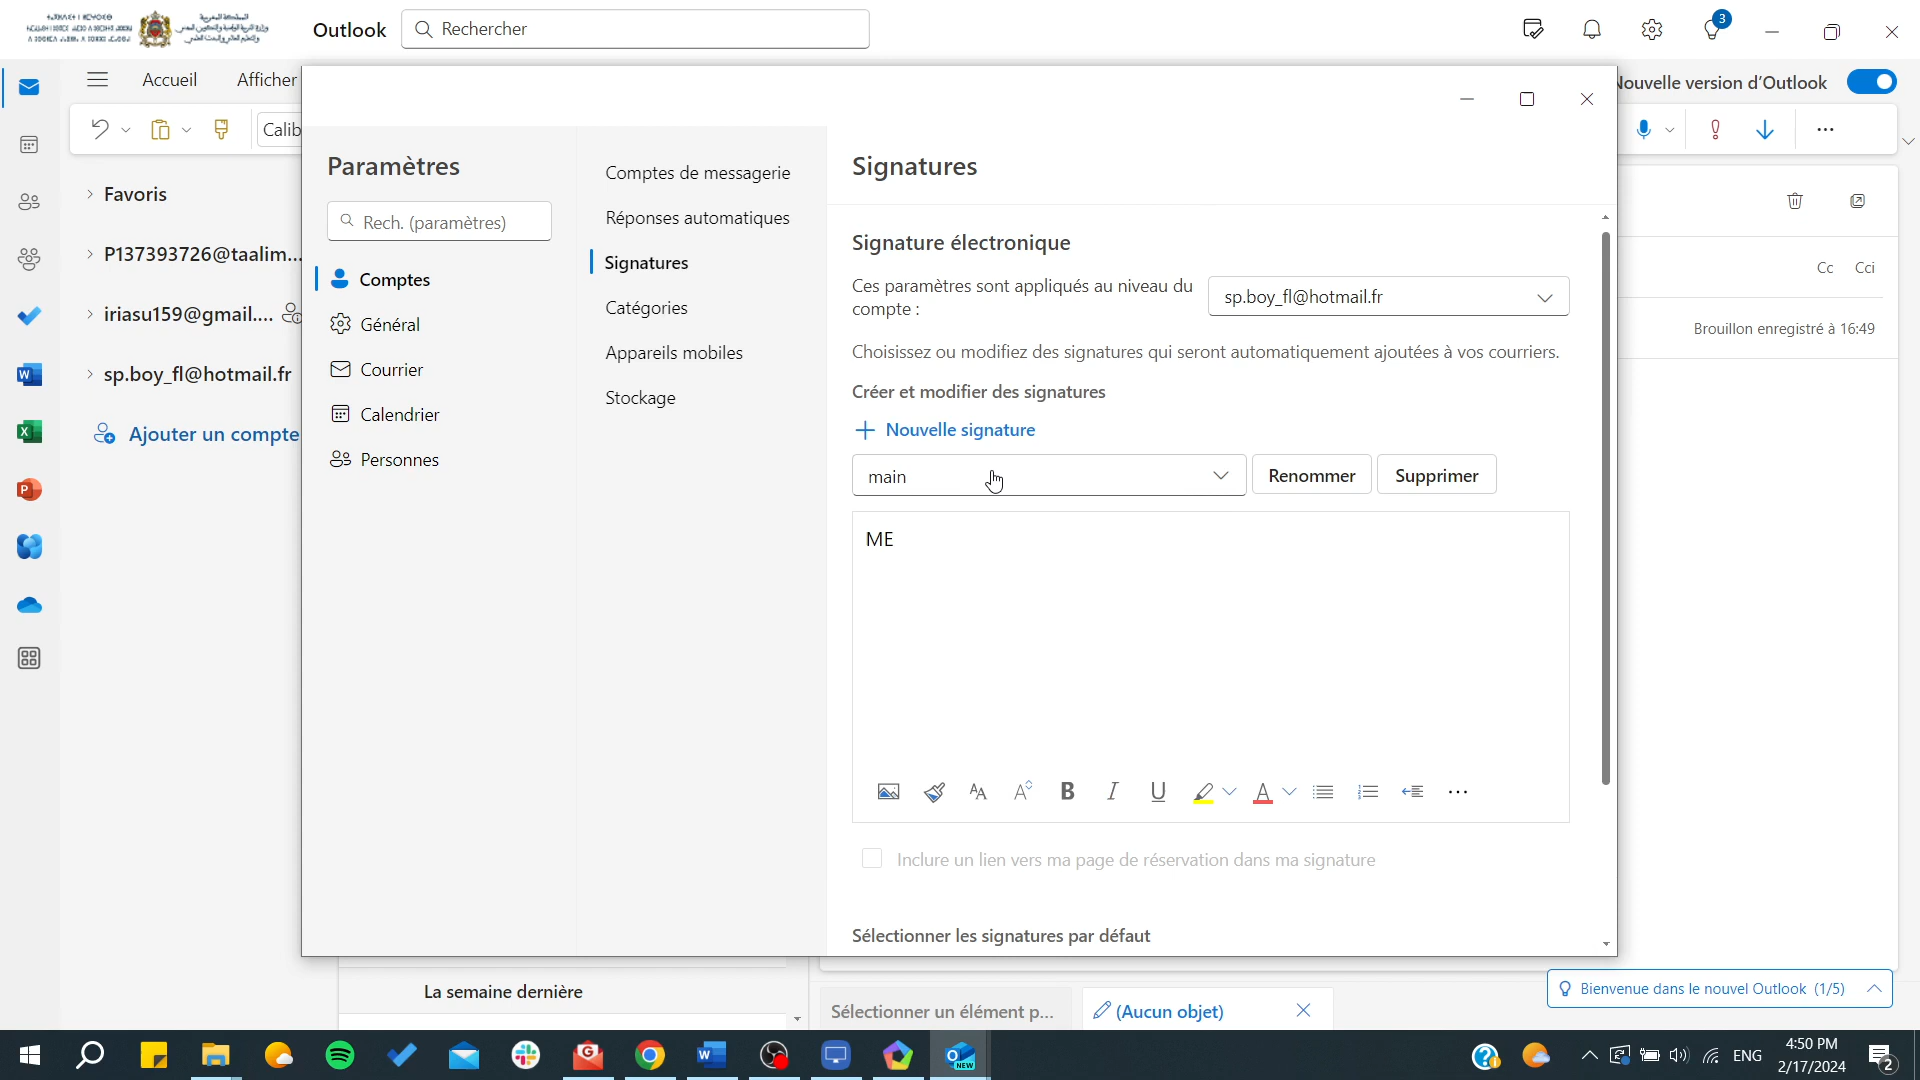 Outlook
Rechercher
3
Accueil
Afficher
Nouvelle version d'Outlook
Calib
Favoris
P137393726@taalim...
iriasu159@gmail....
sp.boy_fl@hotmail.fr
Ajouter un compte
Paramètres
Rech. (paramètres)
Comptes
Général
Courrier
Calendrier
Personnes
Comptes de messagerie
Réponses automatiques
Signatures
Catégories
Appareils mobiles
Stockage
Signatures
Signature électronique
Ces paramètres sont appliqués au niveau du
compte :
sp.boy_fl@hotmail.fr
Choisissez ou modifiez des signatures qui seront automatiquement ajoutées à vos courriers.
Créer et modifier des signatures
Nouvelle signature
main
Renommer
Supprimer
ME
Inclure un lien vers ma page de réservation dans ma signature
Sélectionner les signatures par défaut
Cc
Cci
Brouillon enregistré à 16:49
La semaine dernière
Sélectionner un élément p...
(Aucun objet)
Bienvenue dans le nouvel Outlook (1/5)
ENG
4:50 PM
2/17/2024
2